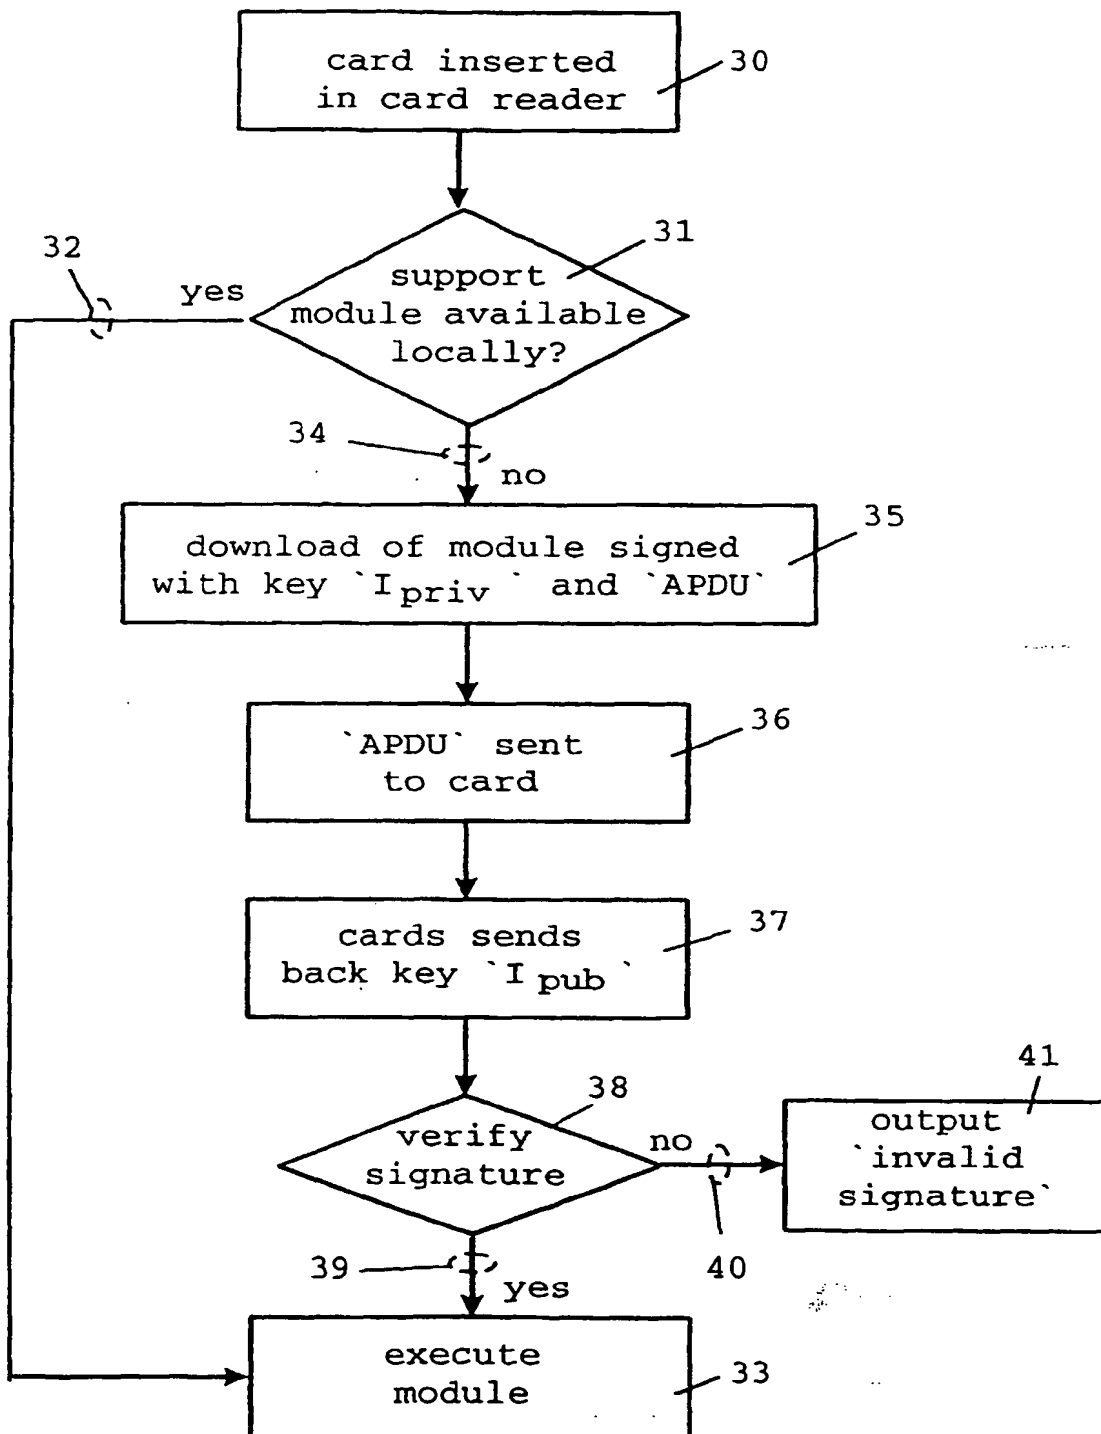 card inserted
in card reader
30
31
32
yes
support
module available
locally?
34
no
35
download of module signed
with key `I priv ` and `APDU`
36
`APDU` sent
to card
37
cards sends
back key `I pub `
38
41
verify
signature
no
output
`invalid
signature`
39
yes
40
execute
module
33